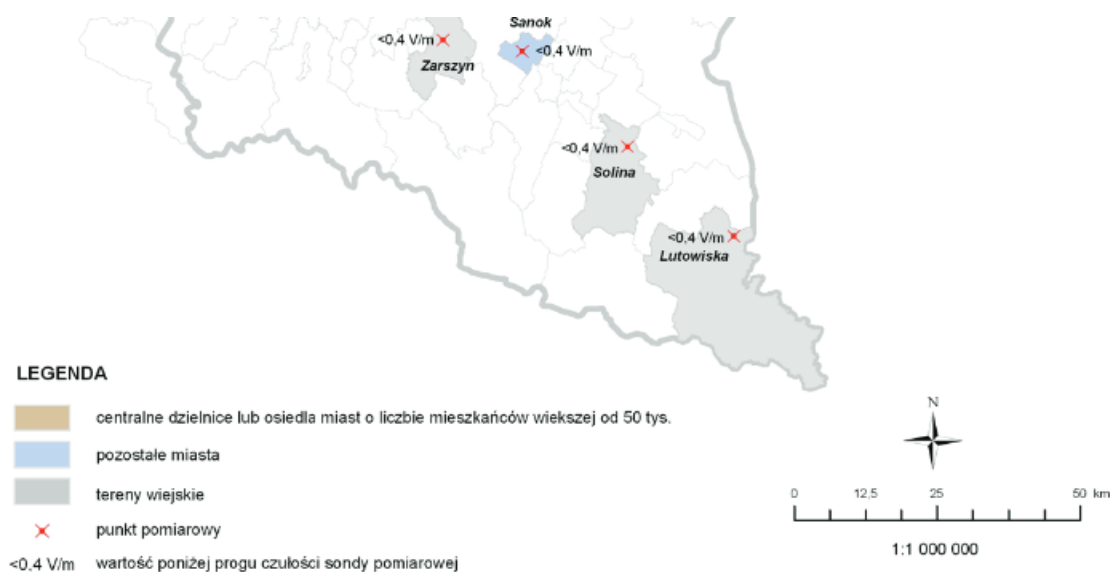 Sanok
<0,4 V/m
<0,4 V/m
Zarszyn
<0,4 V/m
Solina
<0,4 V/m
Lutowiska
LEGENDA
centralne dzielnice lub osiedla miast o liczbie mieszkańców wiekszej od 50 tys.
pozostałe miasta
tereny wiejskie
punkt pomiarowy
<0,4 V/m wartość poniżej progu czułości sondy pomiarowej
N
0 12,5 25 50 km
1:1 000 000